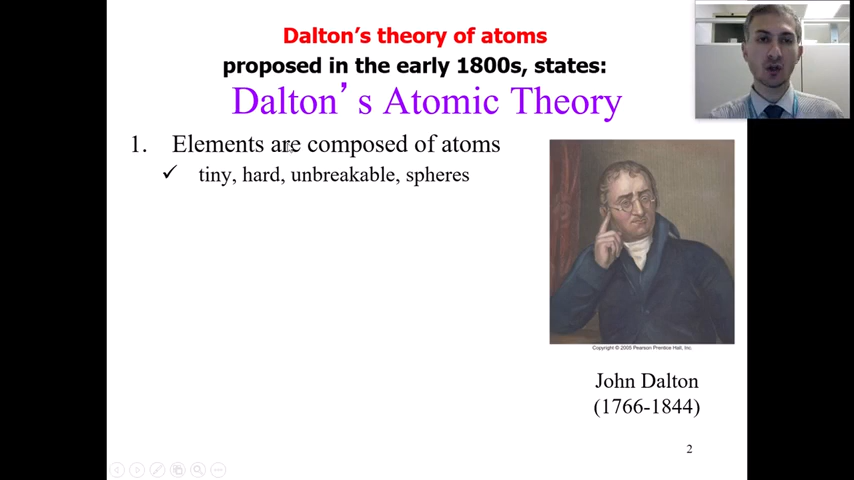 Dalton's theory of atoms
proposed in the early 1800s, states:
Dalton's Atomic Theory
1. Elements are composed of atoms
✓ tiny, hard, unbreakable, spheres
Copyright © 2005 Pearson Prentice Hall, Inc.
John Dalton
(1766-1844)
2